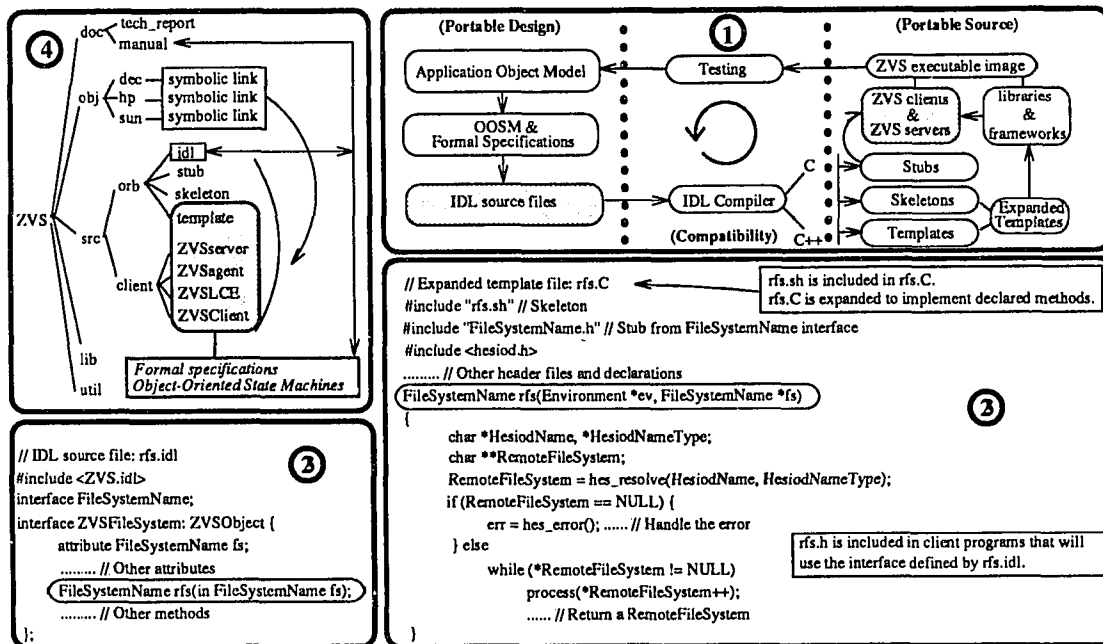 4
doc
tech_report
manual
dec
symbolic link
obj
hp
symbolic link
sun
symbolic link
idl
orb
stub
skeleton
template
ZVS
src
ZVSserver
ZVSagent
client
ZVSLCE
ZVSClient
lib
util
Formal specifications
Object-Oriented State Machines
(Portable Design)
1
(Portable Source)
Application Object Model
Testing
ZVS executable image
OOSM &
Formal Specifications
ZVS clients
&
ZVS servers
libraries
&
frameworks
IDL source files
IDL Compiler
C
C++
(Compatibility)
Stubs
Skeletons
Templates
Expanded
Templates
// IDL source file: rfs.idl
#include <ZVS.idl>
interface FileSystemName;
interface ZVSFileSystem: ZVSObject {
attribute FileSystemName fs;
......... // Other attributes
FileSystemName rfs(in FileSystemName fs);
......... // Other methods
};
// Expanded template file: rfs.C
#include "rfs.sh" // Skeleton
#include "FileSystemName.h" // Stub from FileSystemName interface
#include <hesiod.h>
......... // Other header files and declarations
FileSystemName rfs(Environment *ev, FileSystemName *fs)
{
char *HesiodName, *HesiodNameType;
char **RemoteFileSystem;
RemoteFileSystem = hes_resolve(HesiodName, HesiodNameType);
if (RemoteFileSystem == NULL) {
err = hes_error(); ...... // Handle the error
} else
while (*RemoteFileSystem != NULL)
process(*RemoteFileSystem++);
...... // Return a RemoteFileSystem
}
rfs.sh is included in rfs.C.
rfs.C is expanded to implement declared methods.
rfs.h is included in client programs that will
use the interface defined by rfs.idl.